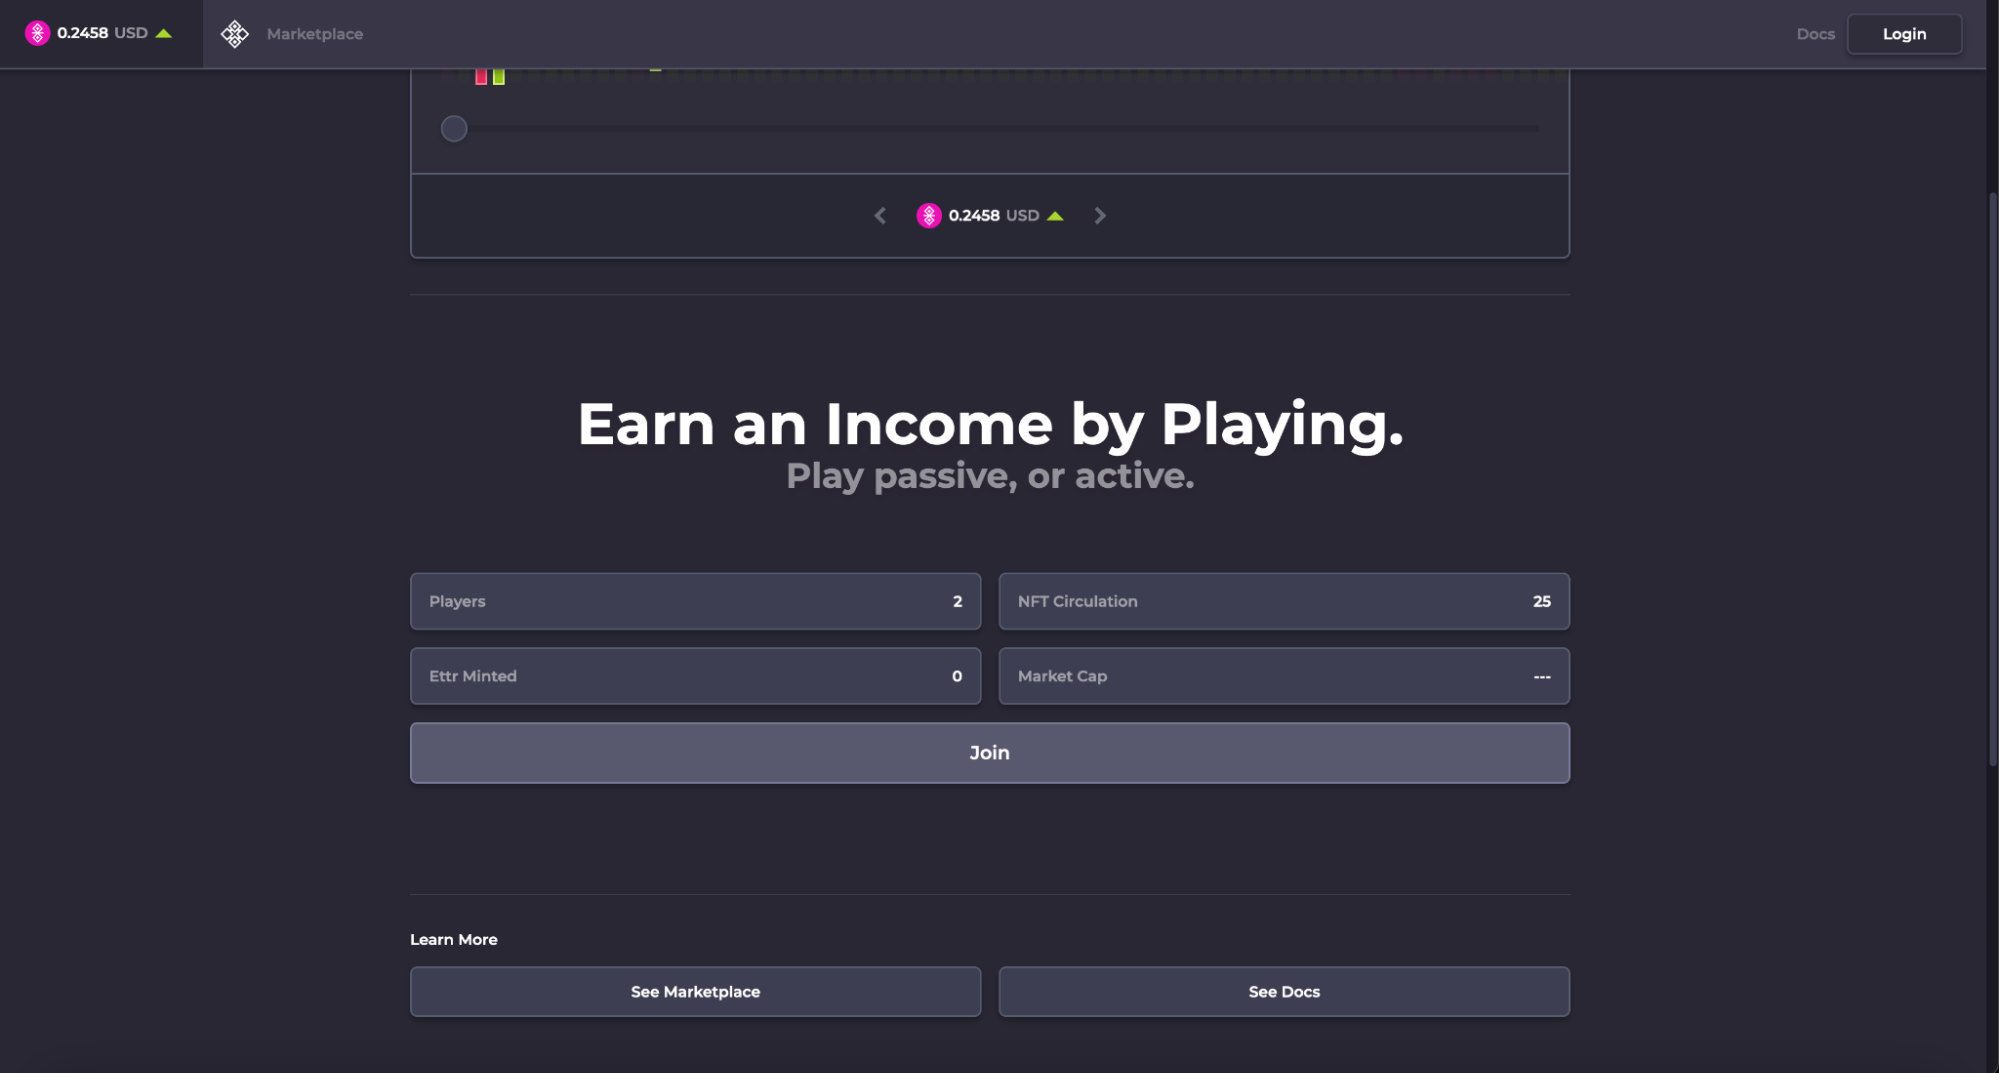 0.2458 USD
Marketplace
Docs
Login
0.2458 USD
Earn an Income by Playing.
Play passive, or active.
Players 2
NFT Circulation 25
Ettr Minted 0
Market Cap ---
Join
Learn More
See Marketplace
See Docs